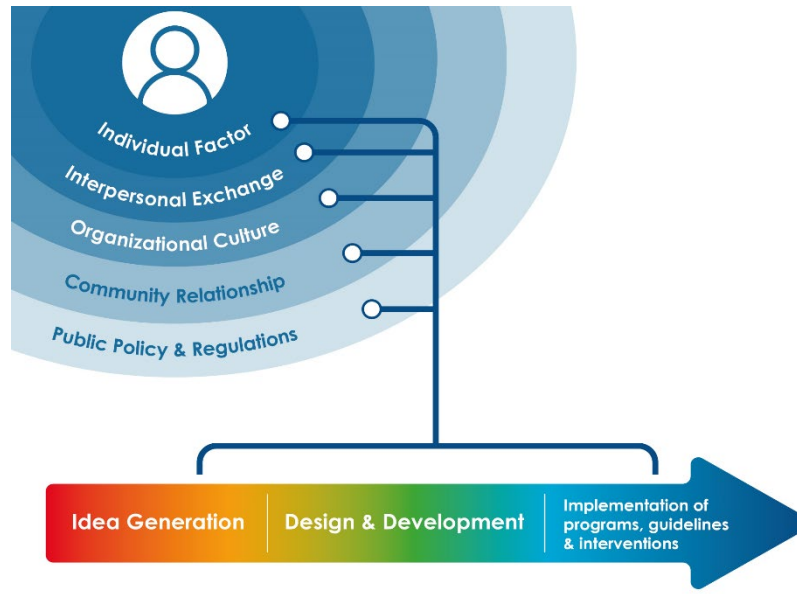 Individual Factor
Interpersonal Exchange
Organizational Culture
Community Relationship
Public Policy & Regulations
Idea Generation
Design & Development
Implementation of
programs, guidelines
& interventions